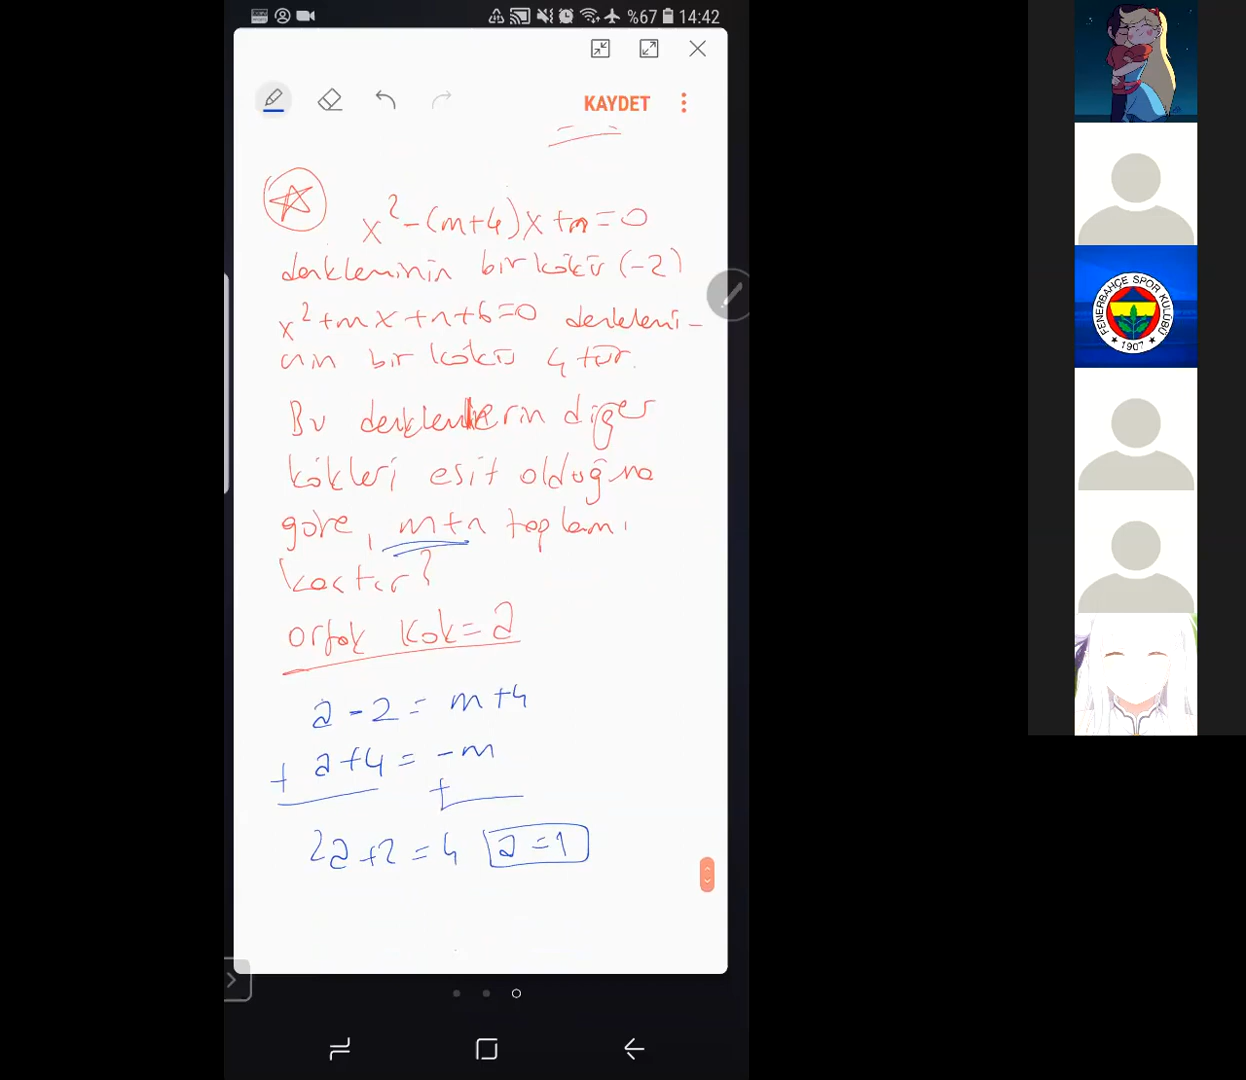 %67 14:42
KAYDET
x²-(m+4)x+n=0
denkleminin bir kökü (-2)
x²+mx+n+6=0 denklemi-
nin bir kökü 4 tür.
Bu denklemlerin diğer
kökleri eşit olduğuna
göre, m+n toplamı
kaçtır?
ortak kök=a
a-2=m+4
+ a+4=-m
+
2a+2=4 a=1
FENERBAHÇE SPOR KULÜBÜ
1907